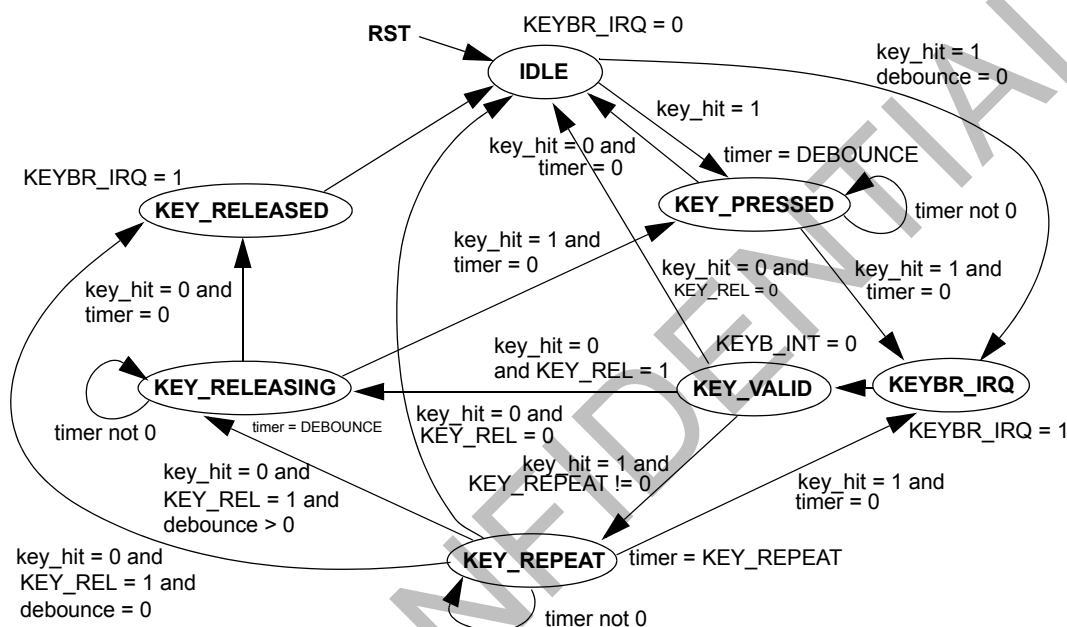 KEYBR_IRQ = 0
RST
IDLE
key_hit = 1
debounce = 0
key_hit = 1
key_hit = 0 and
timer = 0
timer = DEBOUNCE
KEYBR_IRQ = 1
KEY_RELEASED
KEY_PRESSED
timer not 0
key_hit = 1 and
timer = 0
key_hit = 0 and
KEY_REL = 0
key_hit = 1 and
timer = 0
key_hit = 0 and
timer = 0
KEYB_INT = 0
key_hit = 0
and KEY_REL = 1
KEY_RELEASING
KEY_VALID
KEYBR_IRQ
timer not 0
timer = DEBOUNCE
key_hit = 0 and
KEY_REL = 0
KEYBR_IRQ = 1
key_hit = 0 and
KEY_REL = 1 and
debounce > 0
key_hit = 1 and
KEY_REPEAT != 0
key_hit = 1 and
timer = 0
key_hit = 0 and
KEY_REL = 1 and
debounce = 0
KEY_REPEAT
timer = KEY_REPEAT
timer not 0
NFIDENTIAL